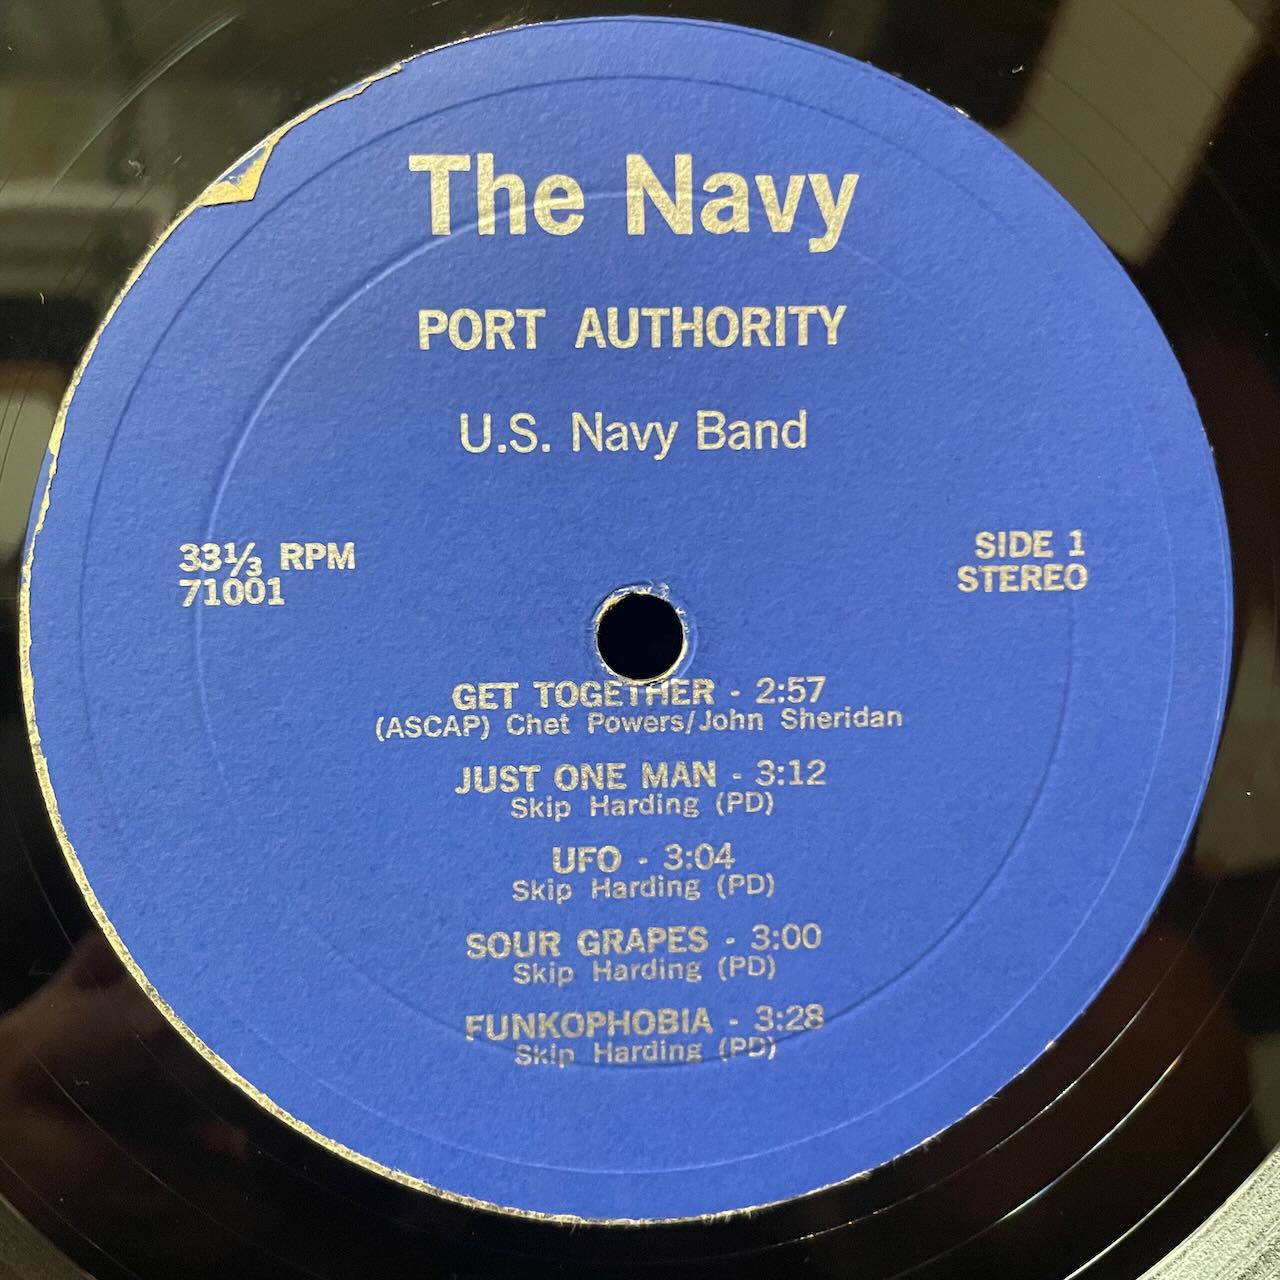 The Navy
PORT AUTHORITY
U.S. Navy Band
33⅓ RPM
71001
SIDE 1
STEREO
GET TOGETHER - 2:57
(ASCAP) Chet Powers/John Sheridan
JUST ONE MAN - 3:12
Skip Harding (PD)
UFO - 3:04
Skip Harding (PD)
SOUR GRAPES - 3:00
Skip Harding (PD)
FUNKOPHOBIA - 3:28
Skip Harding (PD)